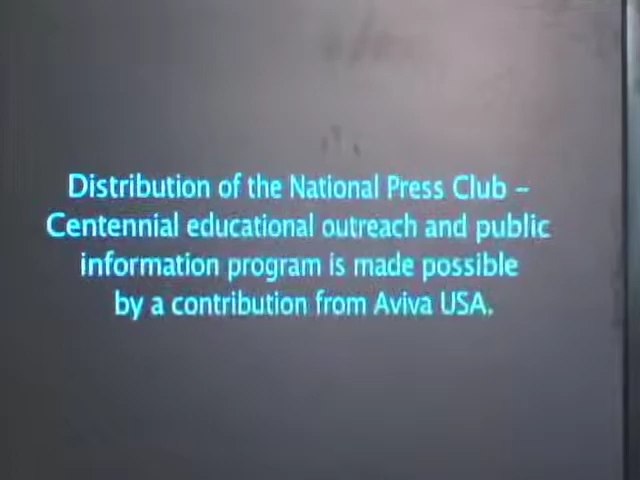 Distribution of the National Press Club –
Centennial educational outreach and public
information program is made possible
by a contribution from Aviva USA.